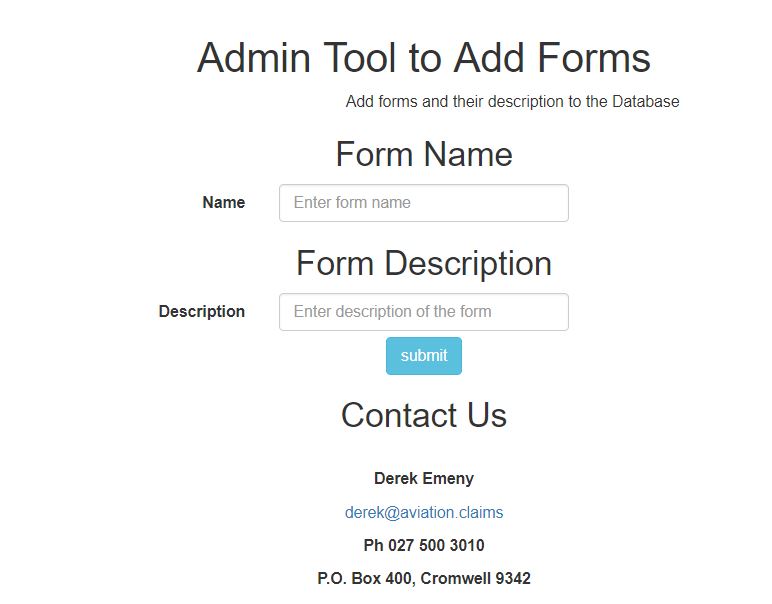 Admin Tool to Add Forms
Add forms and their description to the Database
Form Name
Name Enter form name
Form Description
Description Enter description of the form
submit
Contact Us
Derek Emeny
derek@aviation.claims
Ph 027 500 3010
P.O. Box 400, Cromwell 9342